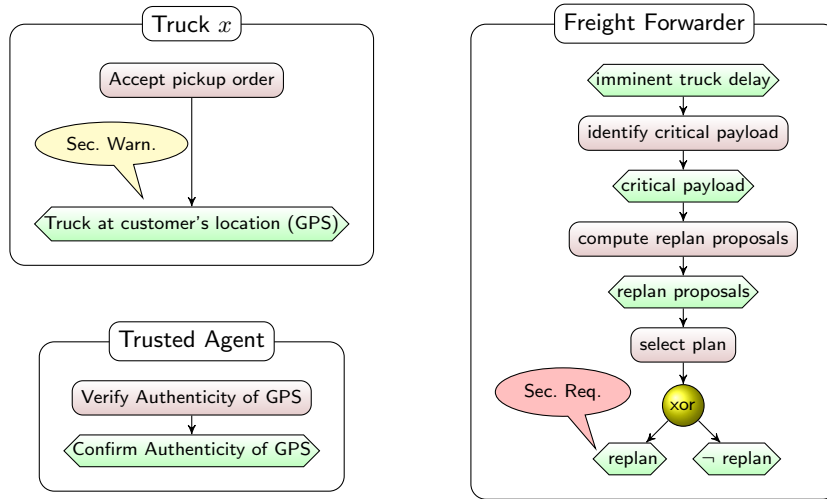 Truck x
Accept pickup order
Sec. Warn.
Truck at customer's location (GPS)
Trusted Agent
Verify Authenticity of GPS
Confirm Authenticity of GPS
Freight Forwarder
imminent truck delay
identify critical payload
critical payload
compute replan proposals
replan proposals
select plan
Sec. Req.
xor
replan
¬ replan